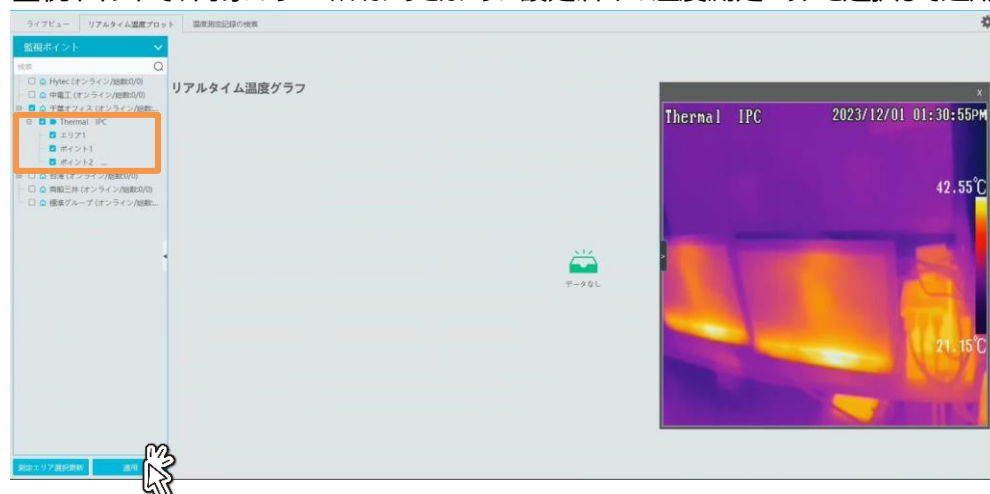 ライブビュー　リアルタイム温度プロット　温度測定記録の検索
監視ポイント
検索
Hytec (オンライン/総数:0/0)
中電工 (オンライン/総数:0/0)
千葉オフィス (オンライン/総数:...
Thermal IPC
エリア1
ポイント1
ポイント2 ...
台湾 (オンライン/総数:0/0)
商船三井 (オンライン/総数:0/0)
標準グループ (オンライン/総数:...
測定エリア選択更新　適用
リアルタイム温度グラフ
データなし
x
Thermal IPC 2023/12/01 01:30:55PM
42.55℃
21.15℃